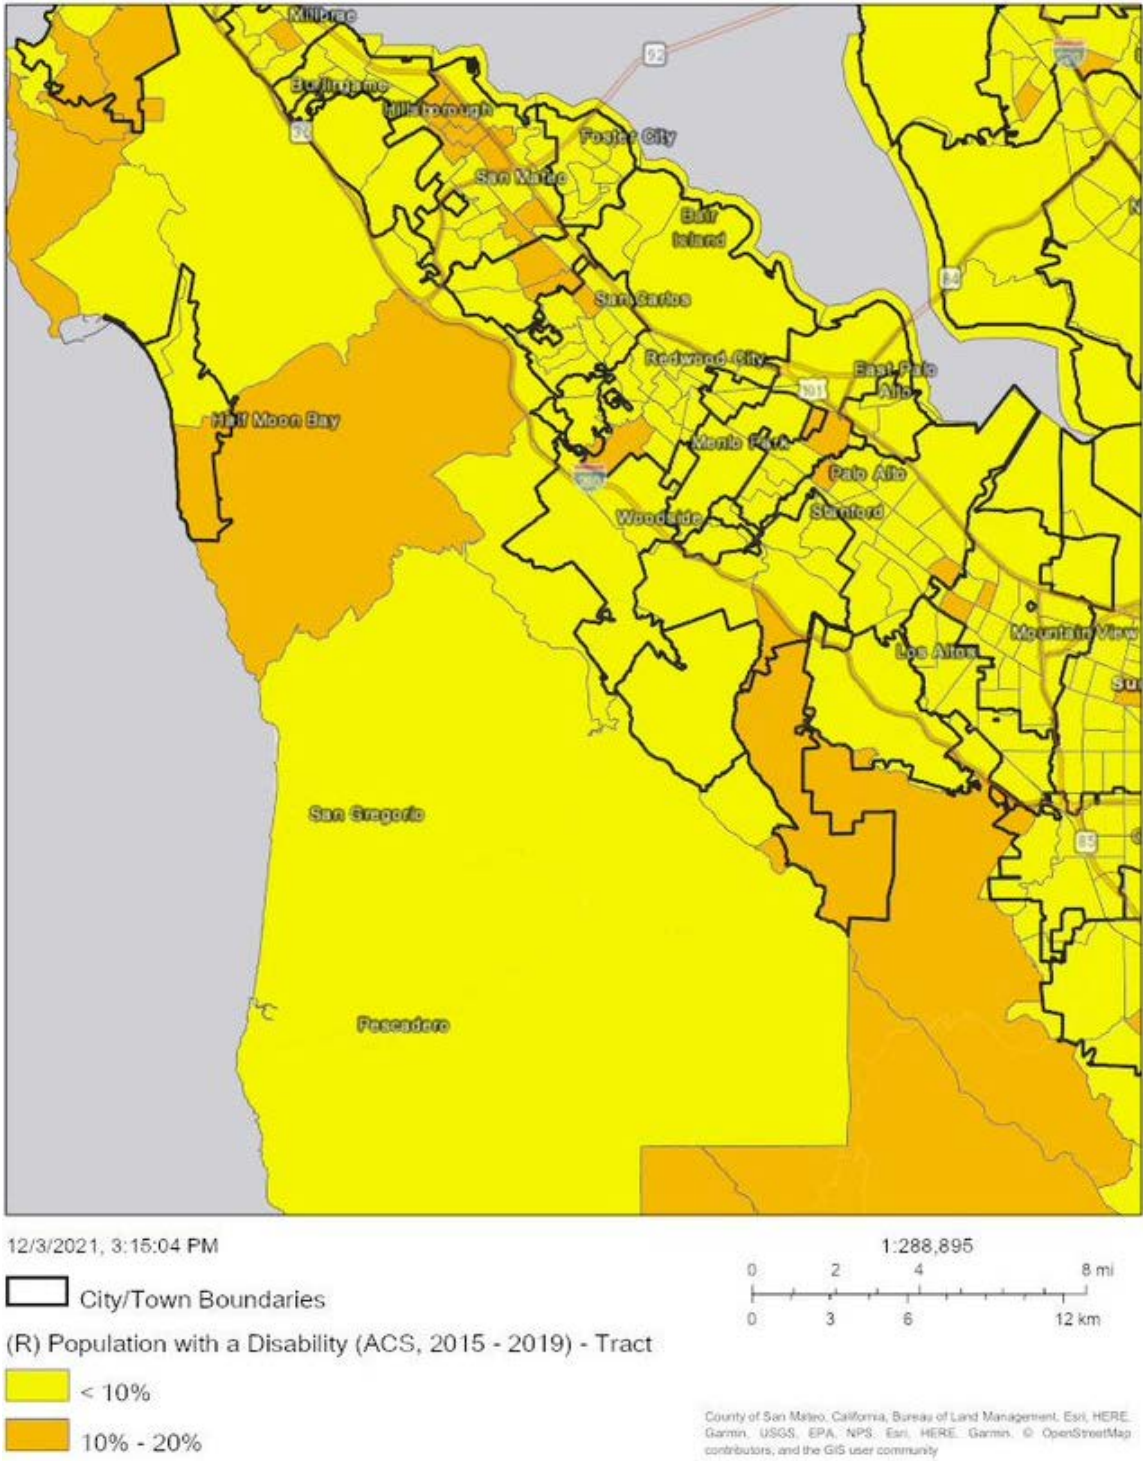 Millbrae
92
Burlingame
Hillsborough
Foster City
San Mateo
Bair
Island
84
San Carlos
Redwood City
East Palo
Alto
101
Half Moon Bay
Menlo Park
Palo Alto
Woodside
Stanford
Mountain View
Los Altos
Su
San Gregorio
85
Pescadero
12/3/2021, 3:15:04 PM
1:288,895
0 2 4 8 mi
0 3 6 12 km
City/Town Boundaries
(R) Population with a Disability (ACS, 2015 - 2019) - Tract
< 10%
10% - 20%
County of San Mateo, California, Bureau of Land Management, Esri, HERE,
Garmin, USGS, EPA, NPS, Esri, HERE, Garmin, © OpenStreetMap
contributors, and the GIS user community